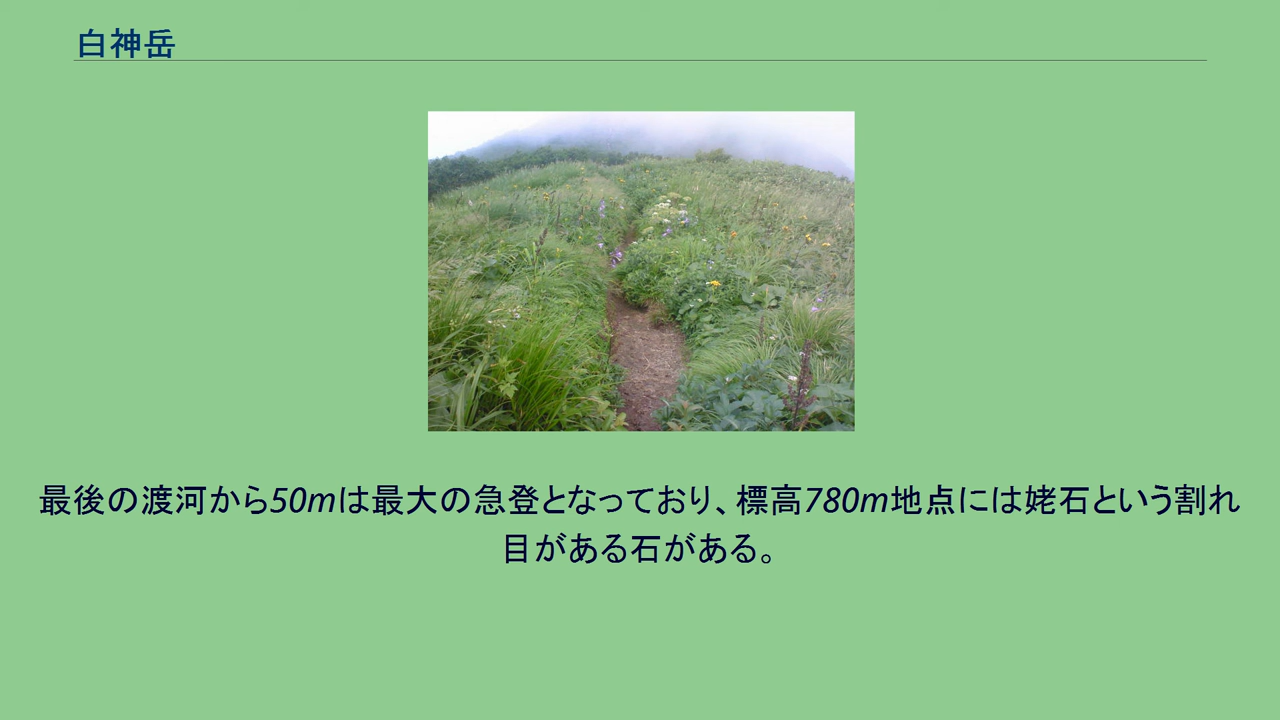 白神岳
最後の渡河から50mは最大の急登となっており、標高780m地点には姥石という割れ
目がある石がある。